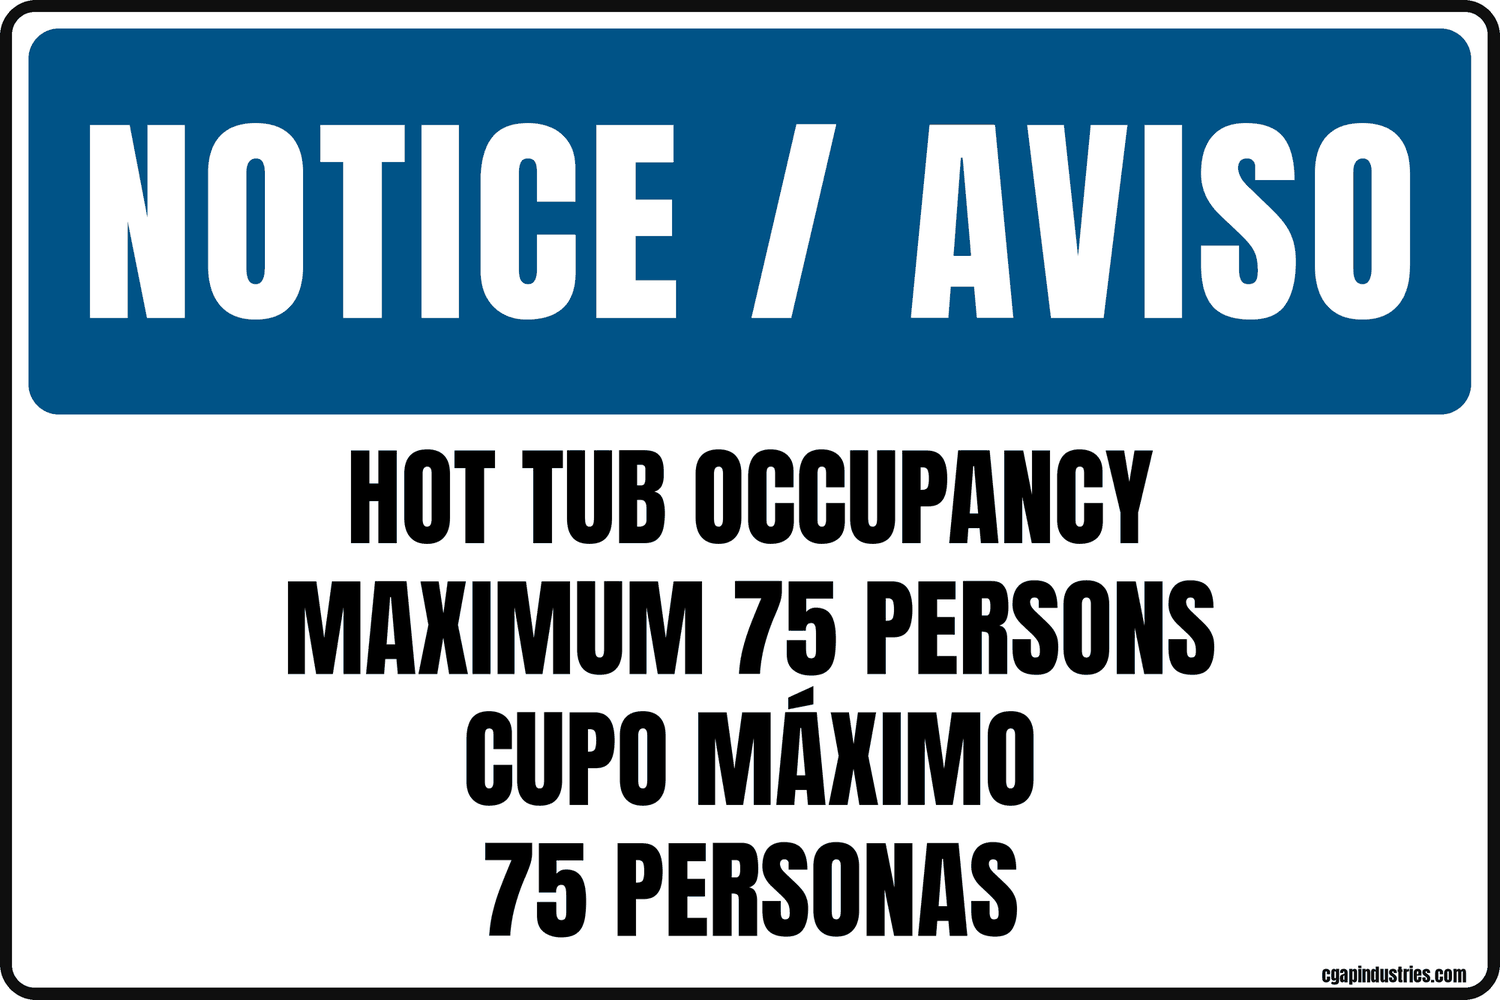 NOTICE / AVISO
HOT TUB OCCUPANCY
MAXIMUM 75 PERSONS
CUPO MÁXIMO
75 PERSONAS
cgapindustries.com